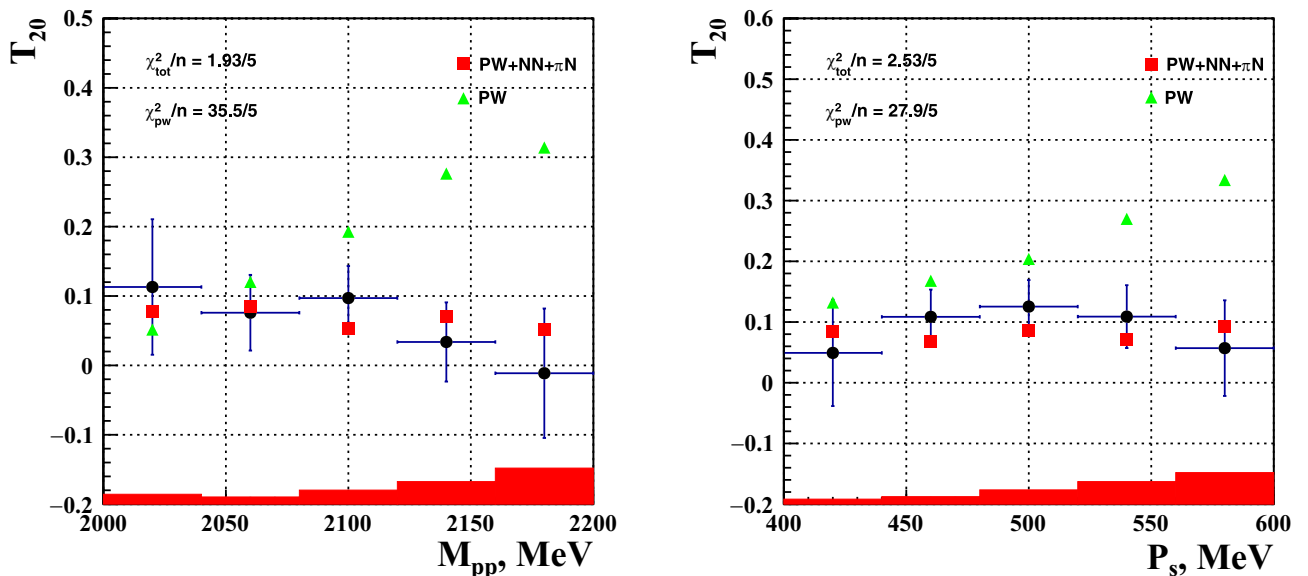 T20
0.5
0.4
0.3
0.2
0.1
0
−0.1
−0.2
χ²tot/n = 1.93/5
χ²pw/n = 35.5/5
PW+NN+πN
PW
2000 2050 2100 2150 2200
Mpp, MeV
T20
0.6
0.5
0.4
0.3
0.2
0.1
0
−0.1
−0.2
χ²tot/n = 2.53/5
χ²pw/n = 27.9/5
PW+NN+πN
PW
400 450 500 550 600
Ps, MeV